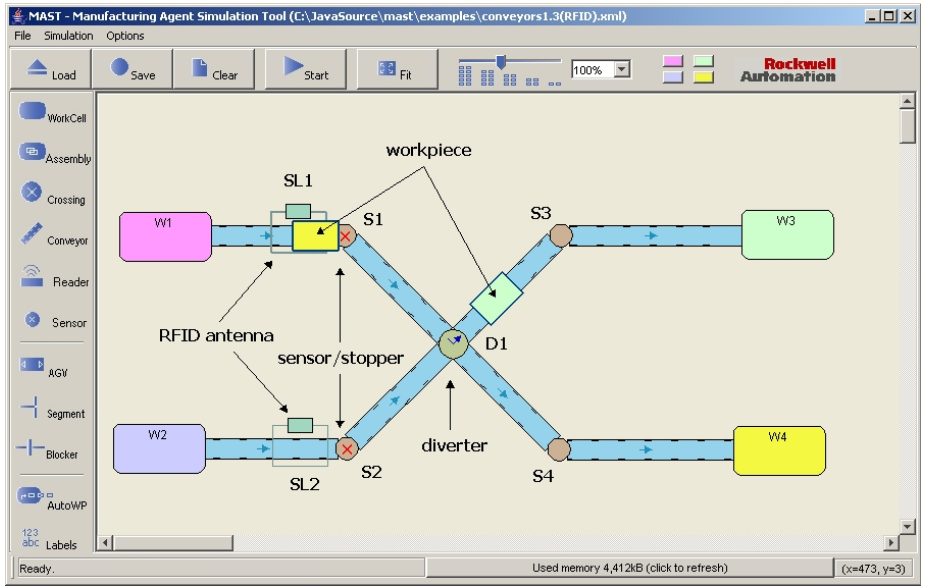 MAST - Manufacturing Agent Simulation Tool (C:\JavaSource\mast\examples\conveyors1.3(RFID).xml)
File Simulation Options
Load Save Clear Start Fit 100% Rockwell Automation
WorkCell
Assembly
Crossing
Conveyor
Reader
Sensor
AGV
Segment
Blocker
AutoWP
123
abc Labels
workpiece
SL1
S1
S3
W1
W3
RFID antenna
sensor/stopper
D1
diverter
W2
W4
S2
S4
SL2
Ready. Used memory 4,412kB (click to refresh) (x=473, y=3)